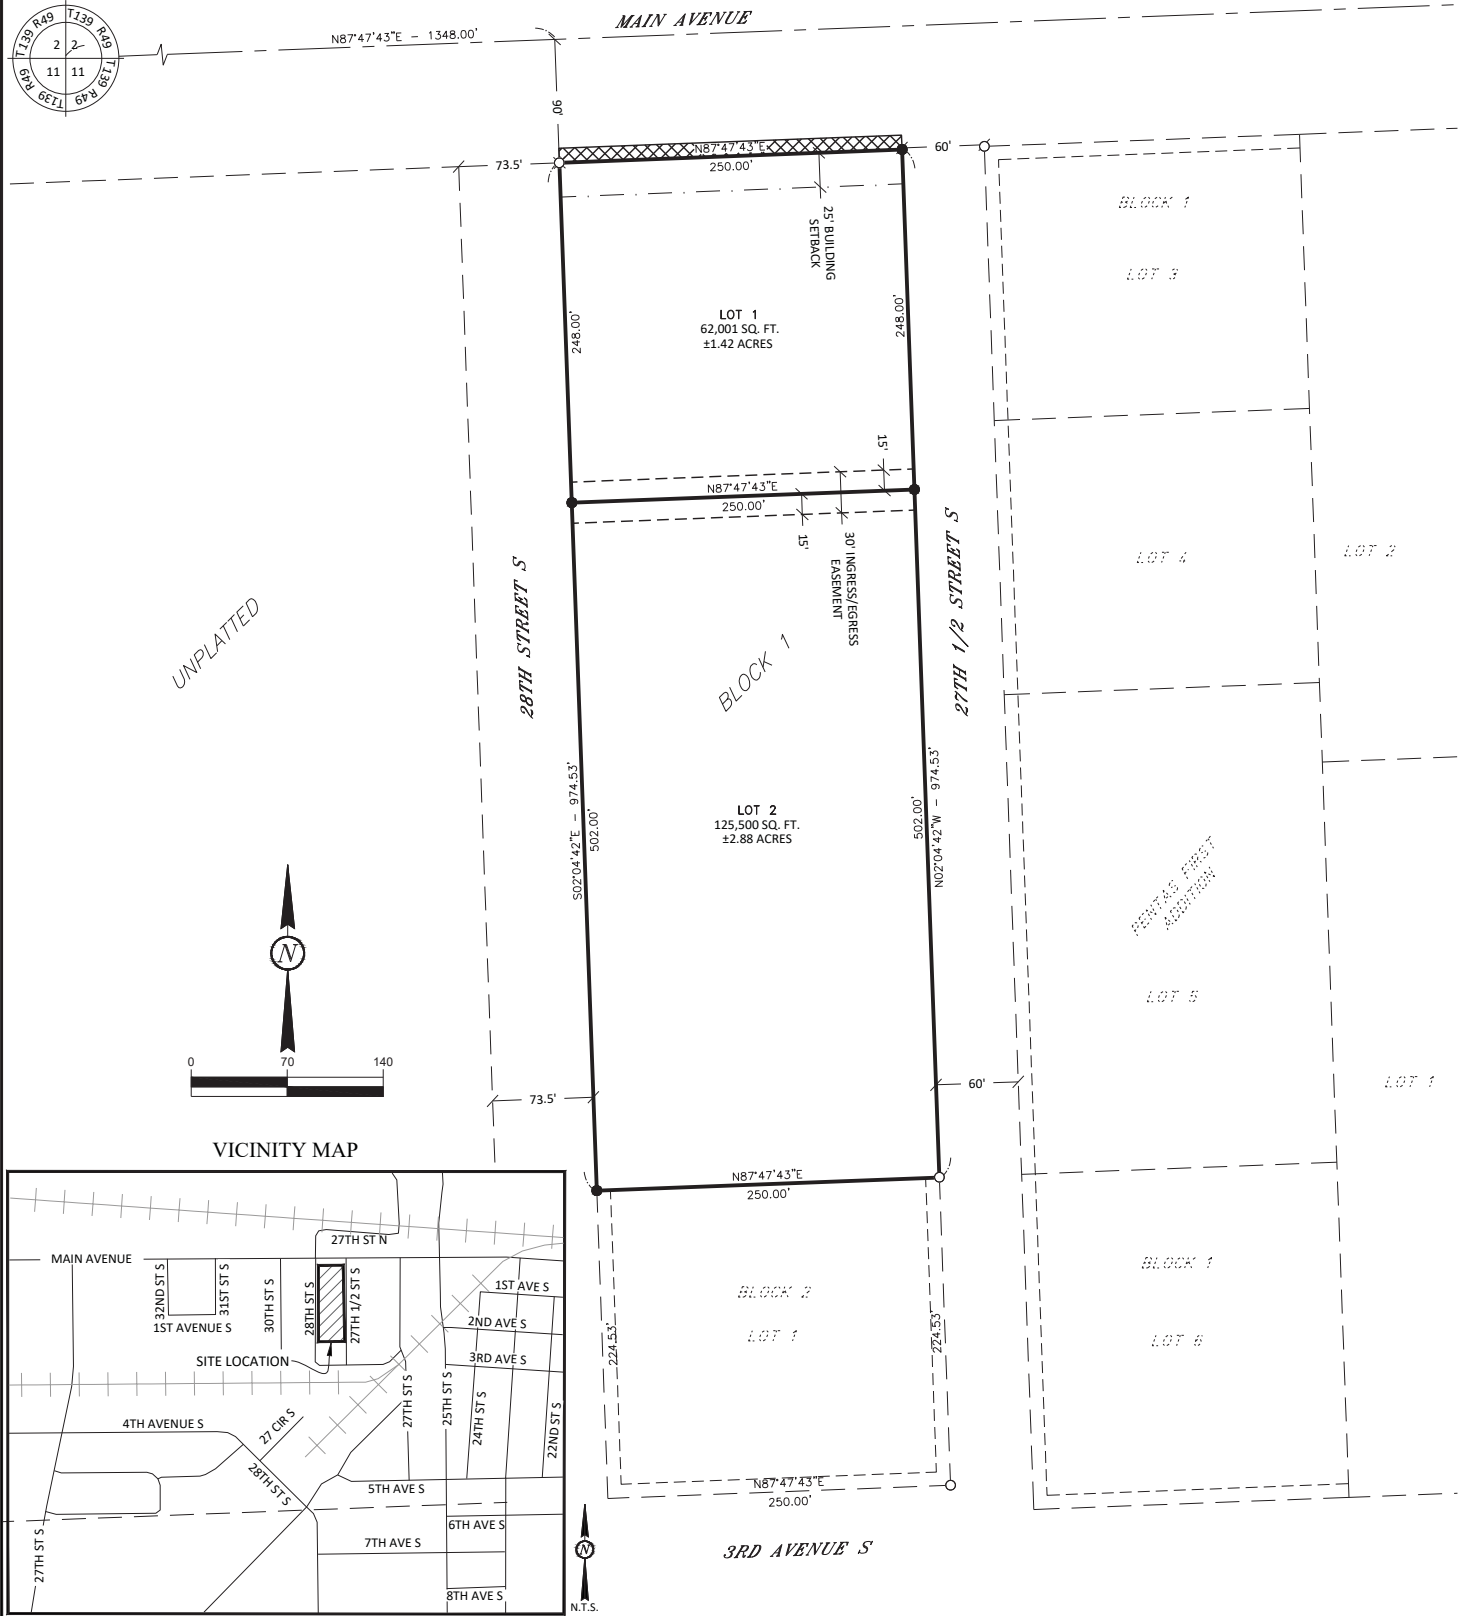 T139 R49
T139 R49
2 2
11 11
T139 R49
T139 R49
N87°47'43"E - 1348.00'
MAIN AVENUE
90'
73.5'
N87°47'43"E
250.00'
60'
25' BUILDING
SETBACK
BLOCK 1
LOT 3
248.00'
LOT 1
62,001 SQ. FT.
±1.42 ACRES
248.00'
15'
N87°47'43"E
250.00'
15'
30' INGRESS/EGRESS
EASEMENT
28TH STREET S
27TH 1/2 STREET S
LOT 4
LOT 2
UNPLATTED
BLOCK 1
S02°04'42"E - 974.53'
502.00'
LOT 2
125,500 SQ. FT.
±2.88 ACRES
502.00'
N02°04'42"W - 974.53'
PENTAS FIRST
ADDITION
LOT 5
LOT 1
N
0 70 140
73.5'
60'
N87°47'43"E
250.00'
BLOCK 2
LOT 1
224.53'
224.53'
BLOCK 1
LOT 6
N87°47'43"E
250.00'
3RD AVENUE S
VICINITY MAP
27TH ST N
MAIN AVENUE
32ND ST S
31ST ST S
30TH ST S
28TH ST S
27TH 1/2 ST S
1ST AVENUE S
1ST AVE S
2ND AVE S
3RD AVE S
SITE LOCATION
27TH ST S
25TH ST S
24TH ST S
22ND ST S
4TH AVENUE S
27 CIR S
28TH ST S
5TH AVE S
6TH AVE S
7TH AVE S
8TH AVE S
27TH ST S
N
N.T.S.